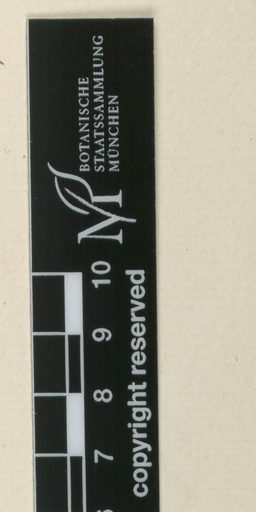 BOTANISCHE
STAATSSAMMLUNG
MÜNCHEN
10
9
8
7
copyright reserved